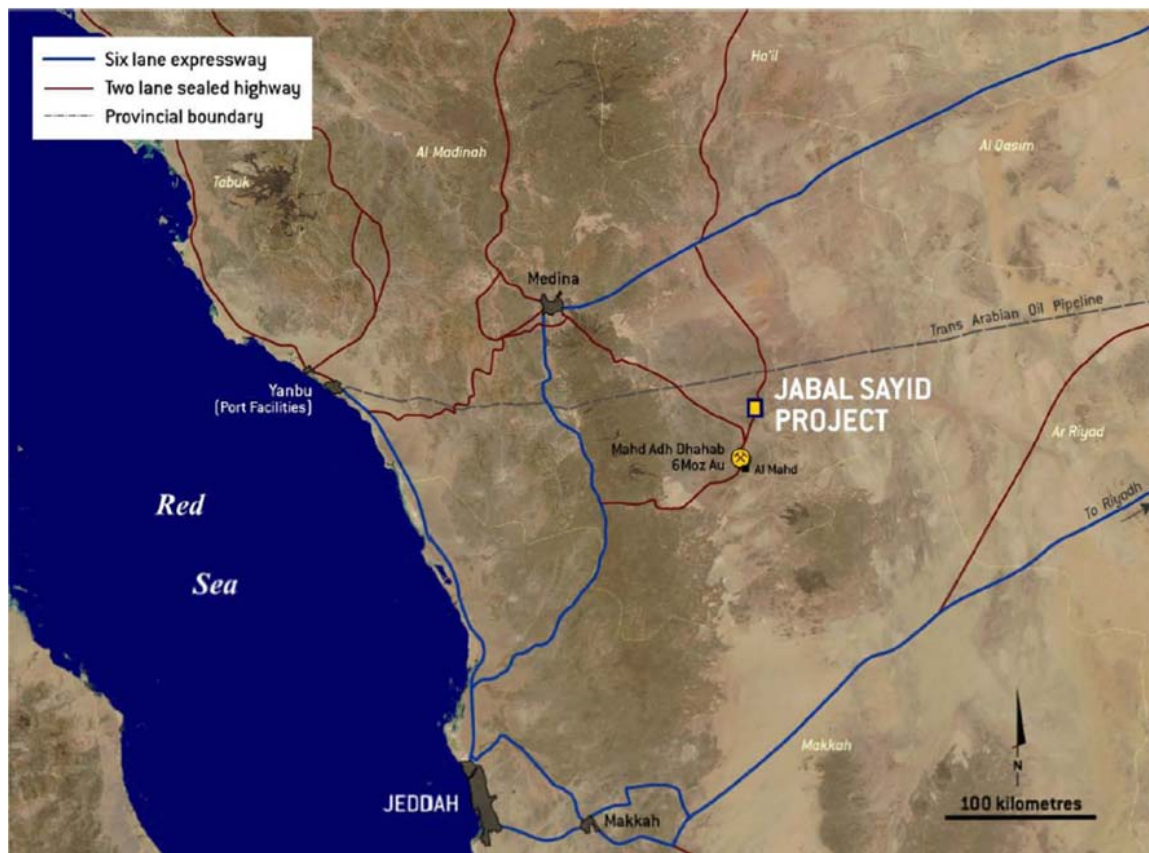 Six lane expressway
Two lane sealed highway
Provincial boundary
Ha'il
Al Madinah
Al Qasim
Tabuk
Medina
Trans Arabian Oil Pipeline
Yanbu
(Port Facilities)
JABAL SAYID
PROJECT
Ar Riyad
Mahd Adh Dhahab
6Moz Au
Al Mahd
To Riyadh
Red
Sea
Makkah
N
100 kilometres
JEDDAH
Makkah